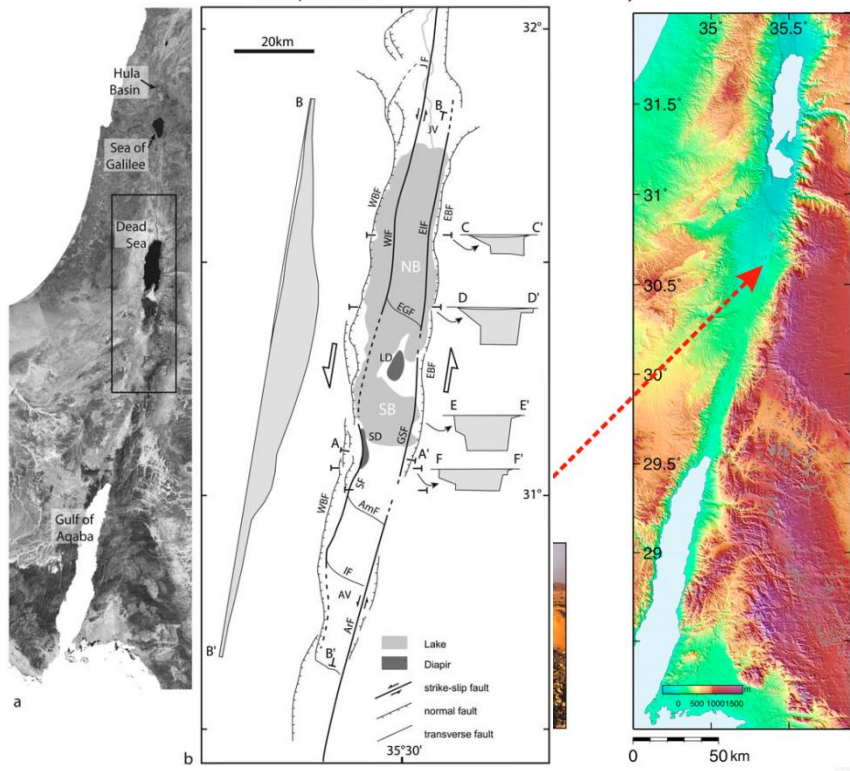 Hula
Basin
Sea of
Galilee
Dead
Sea
Gulf of
Aqaba
a
20km
32°
B
JF
B
JV
WBF
WIF
EIF
EBF
NB
C C'
EGF
D D'
LD
EBF
SB
E E'
GSF
SD
A A'
F F'
SF
31°
WBF
AmF
IF
AV
ArF
B'
B'
Lake
Diapir
strike-slip fault
normal fault
transverse fault
b
35°30'
35° 35.5°
31.5°
31°
30.5°
30°
29.5°
29°
m
0 500 1000 1500
0 50 km